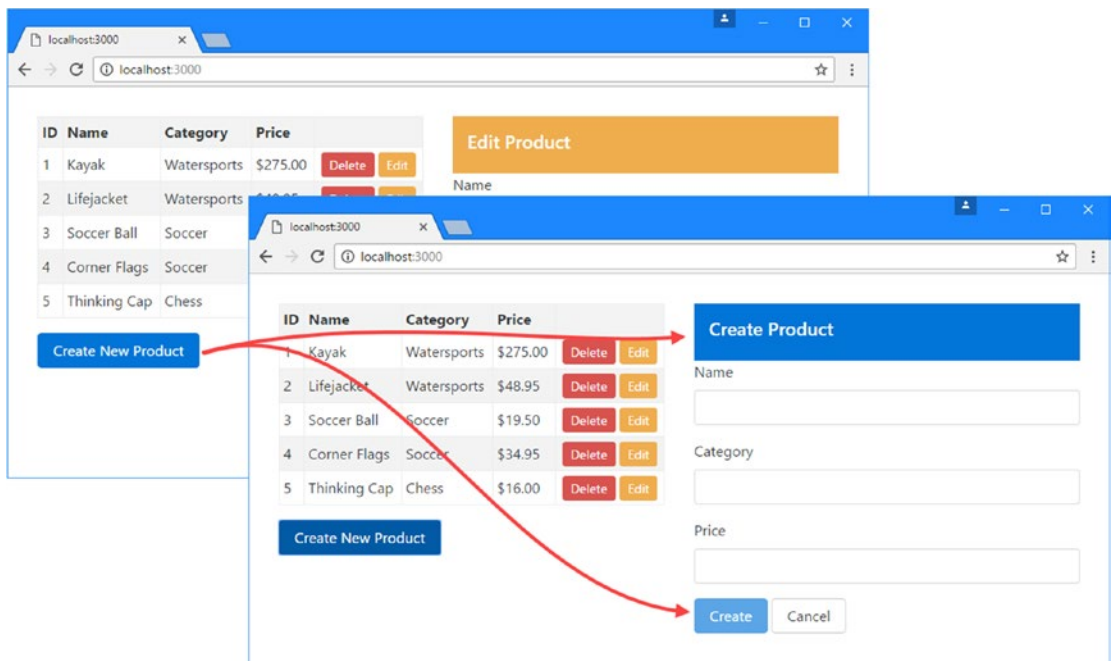 localhost:3000
localhost:3000
ID Name Category Price
1 Kayak Watersports $275.00 Delete Edit
2 Lifejacket Watersports
3 Soccer Ball Soccer
4 Corner Flags Soccer
5 Thinking Cap Chess
Create New Product
Edit Product
Name
localhost:3000
localhost:3000
ID Name Category Price
1 Kayak Watersports $275.00 Delete Edit
2 Lifejacket Watersports $48.95 Delete Edit
3 Soccer Ball Soccer $19.50 Delete Edit
4 Corner Flags Soccer $34.95 Delete Edit
5 Thinking Cap Chess $16.00 Delete Edit
Create New Product
Create Product
Name
Category
Price
Create Cancel